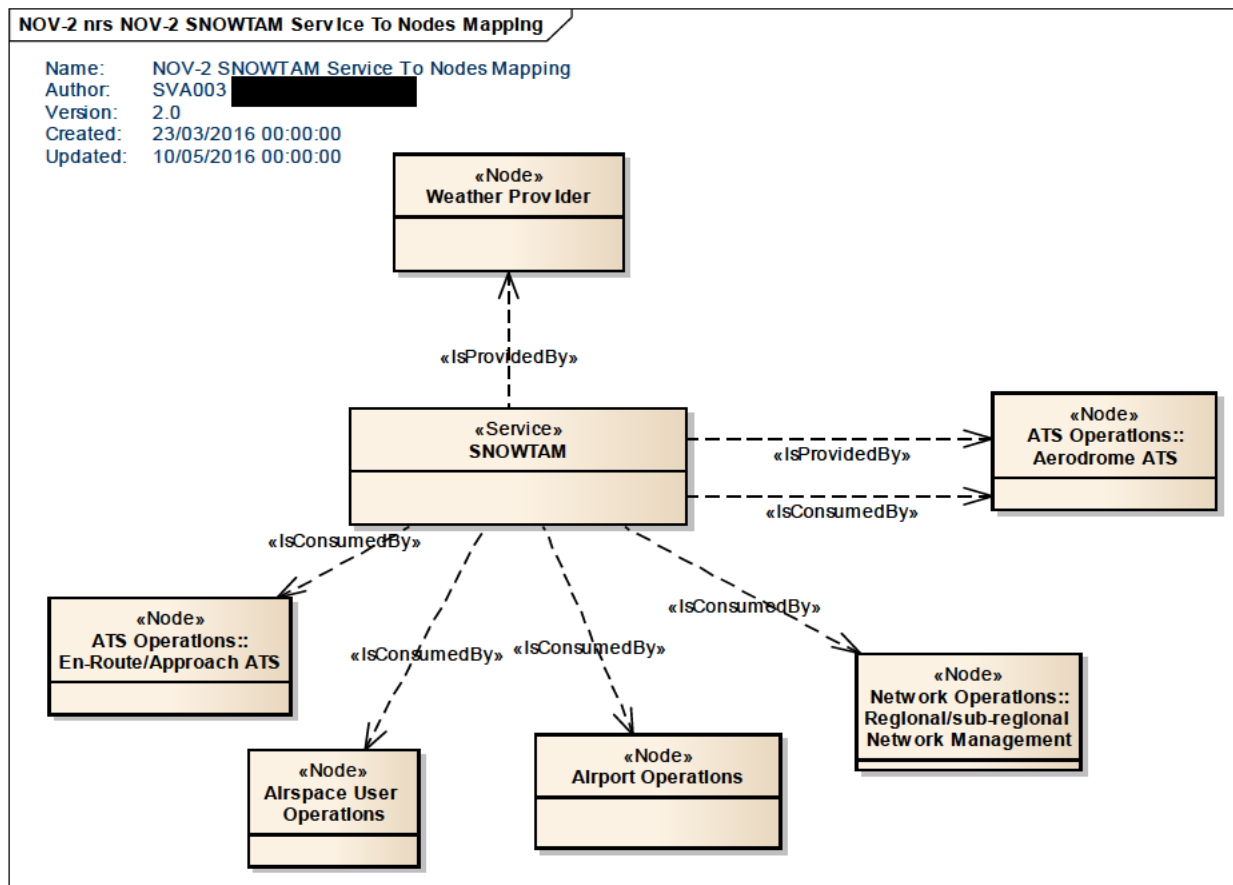 NOV-2 nrs NOV-2 SNOWTAM Service To Nodes Mapping
Name: NOV-2 SNOWTAM Service To Nodes Mapping
Author: SVA003
Version: 2.0
Created: 23/03/2016 00:00:00
Updated: 10/05/2016 00:00:00
«Node»
Weather Provider
«IsProvidedBy»
«Service»
SNOWTAM
«IsProvidedBy»
«IsConsumedBy»
«Node»
ATS Operations::
Aerodrome ATS
«IsConsumedBy»
«IsConsumedBy»
«IsConsumedBy»
«IsConsumedBy»
«Node»
ATS Operations::
En-Route/Approach ATS
«Node»
Airspace User
Operations
«Node»
Airport Operations
«Node»
Network Operations::
Regional/sub-regional
Network Management